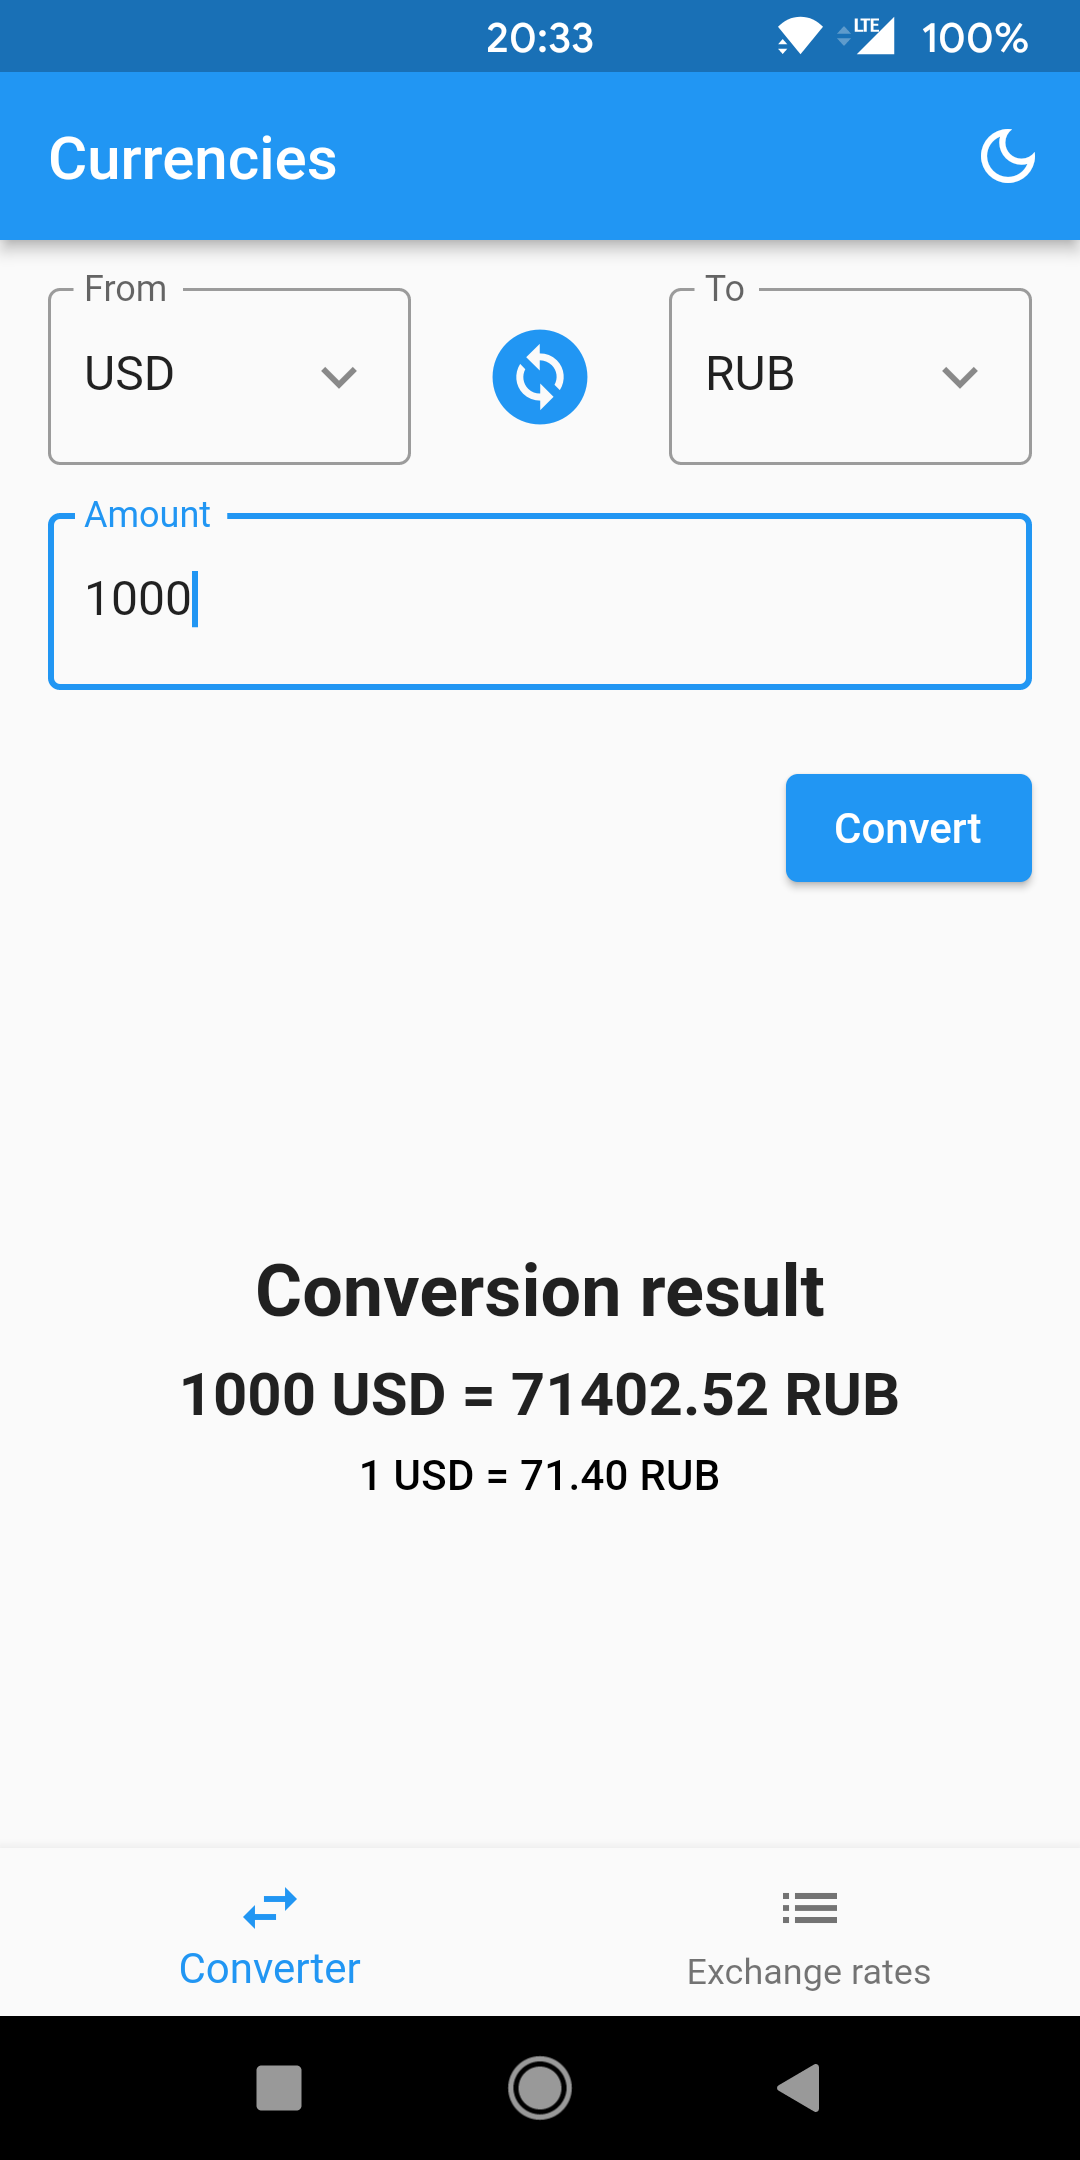 20:33 LTE 100%
Currencies
From To
USD RUB
Amount
1000
Convert
Conversion result
1000 USD = 71402.52 RUB
1 USD = 71.40 RUB
Converter Exchange rates